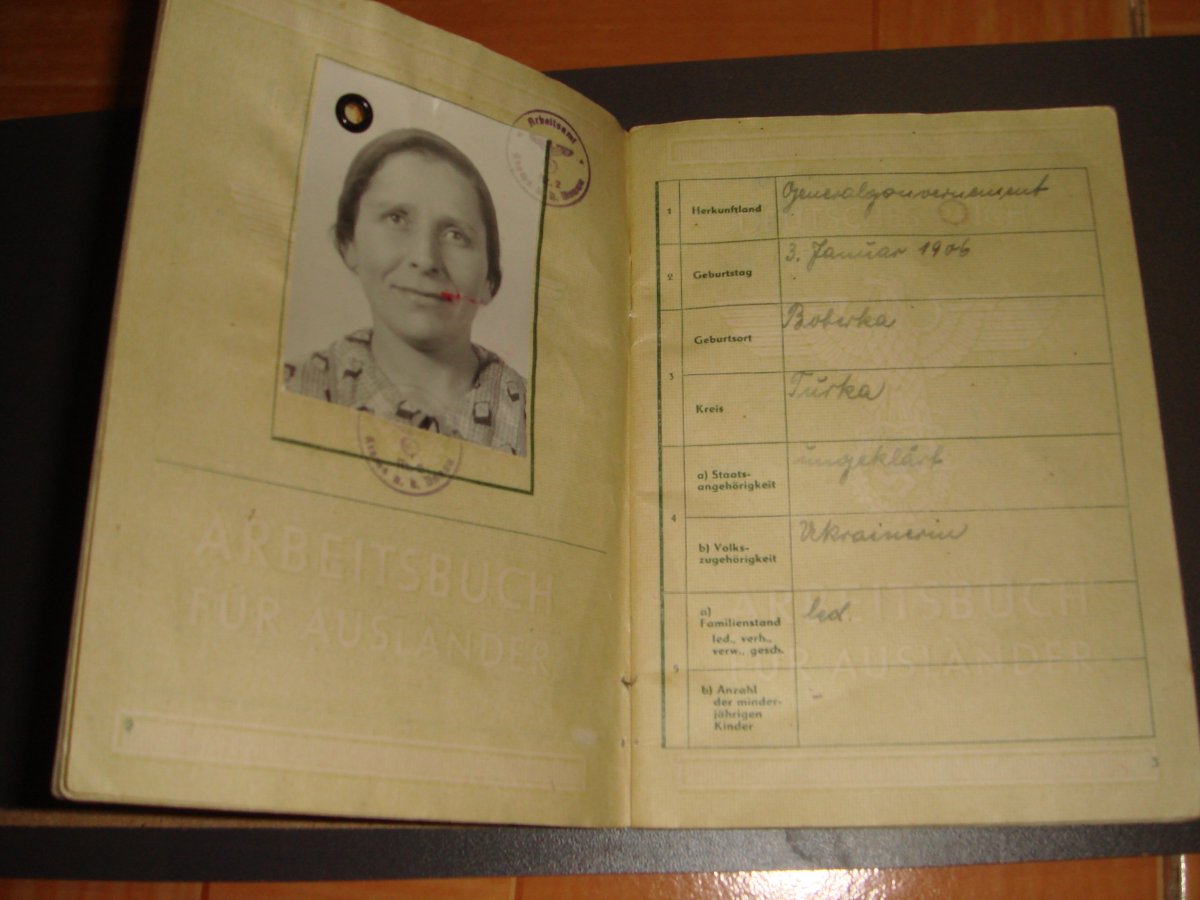 Arbeitsamt
ARBEITSBUCH
FÜR AUSLÄNDER
1 Herkunftland Generalgouvernement
2 Geburtstag 3. Januar 1906
3 Geburtsort Boberka
Kreis Turka
4 a) Staats-
angehörigkeit ungeklärt
b) Volks-
zugehörigkeit Ukrainerin
5 a)
Familienstand led.
led., verh.,
verw., gesch.
b) Anzahl
der minder-
jährigen
Kinder -
ARBEITSBUCH
FÜR AUSLÄNDER
3